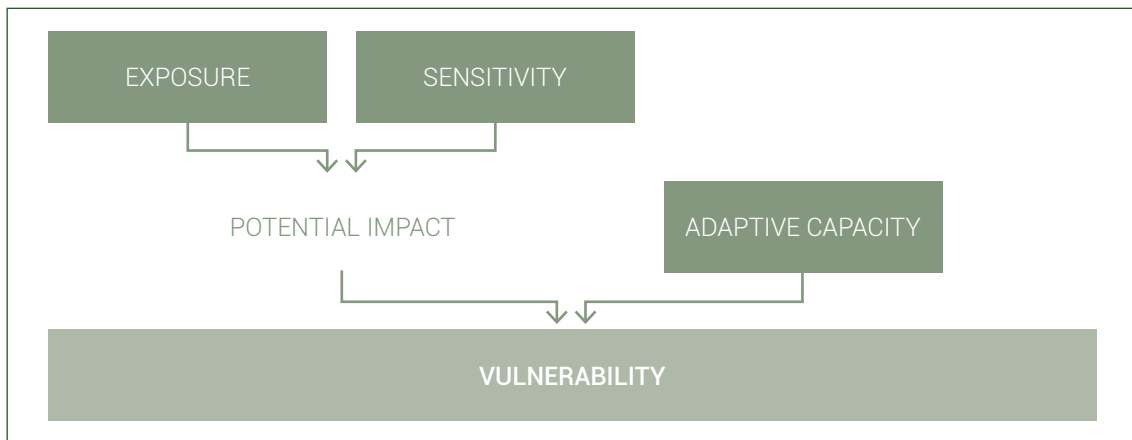 EXPOSURE
SENSITIVITY
POTENTIAL IMPACT
ADAPTIVE CAPACITY
VULNERABILITY